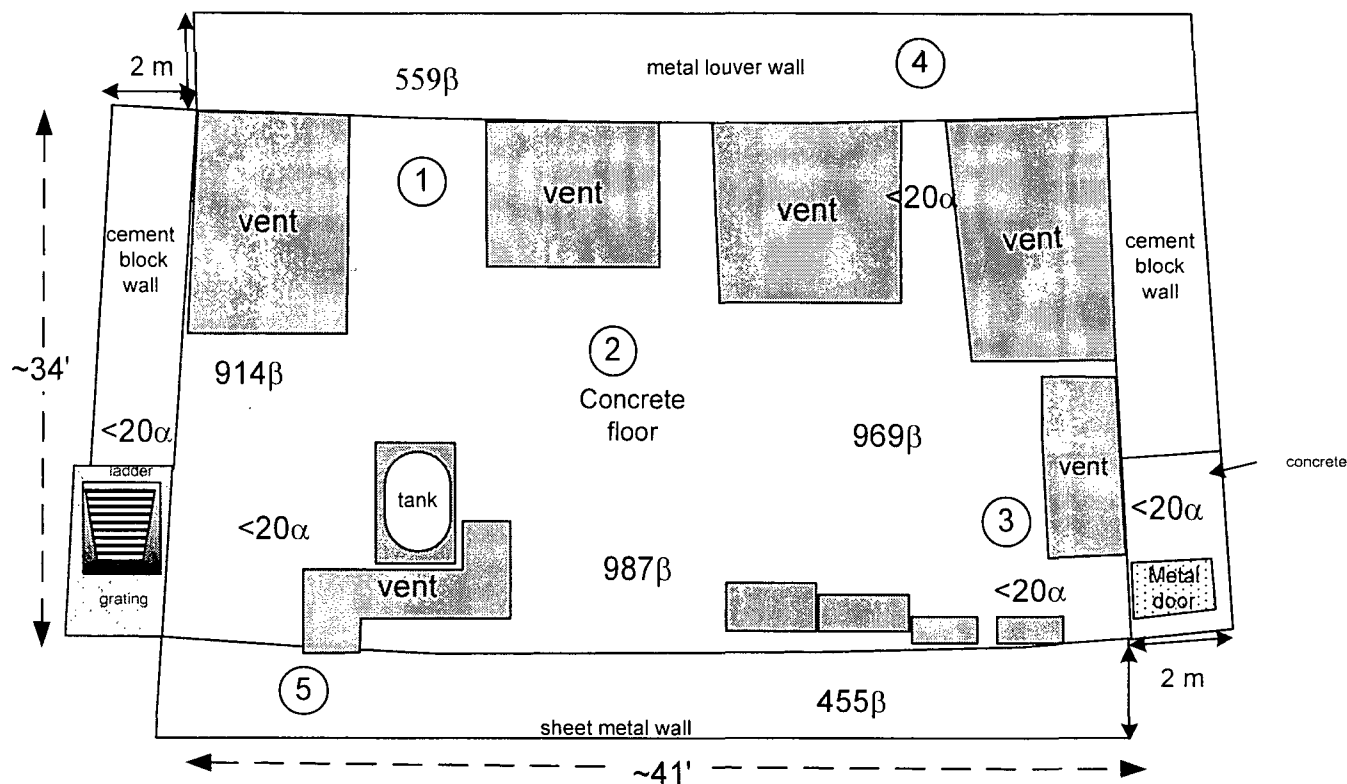 2 m
559β
metal louver wall
4
1
vent
vent
vent
<20α
vent
cement
block
wall
cement
block
wall
2
~34'
914β
Concrete
floor
<20α
969β
ladder
tank
vent
concrete
3
<20α
<20α
987β
vent
grating
<20α
Metal
door
5
455β
2 m
sheet metal wall
~41'